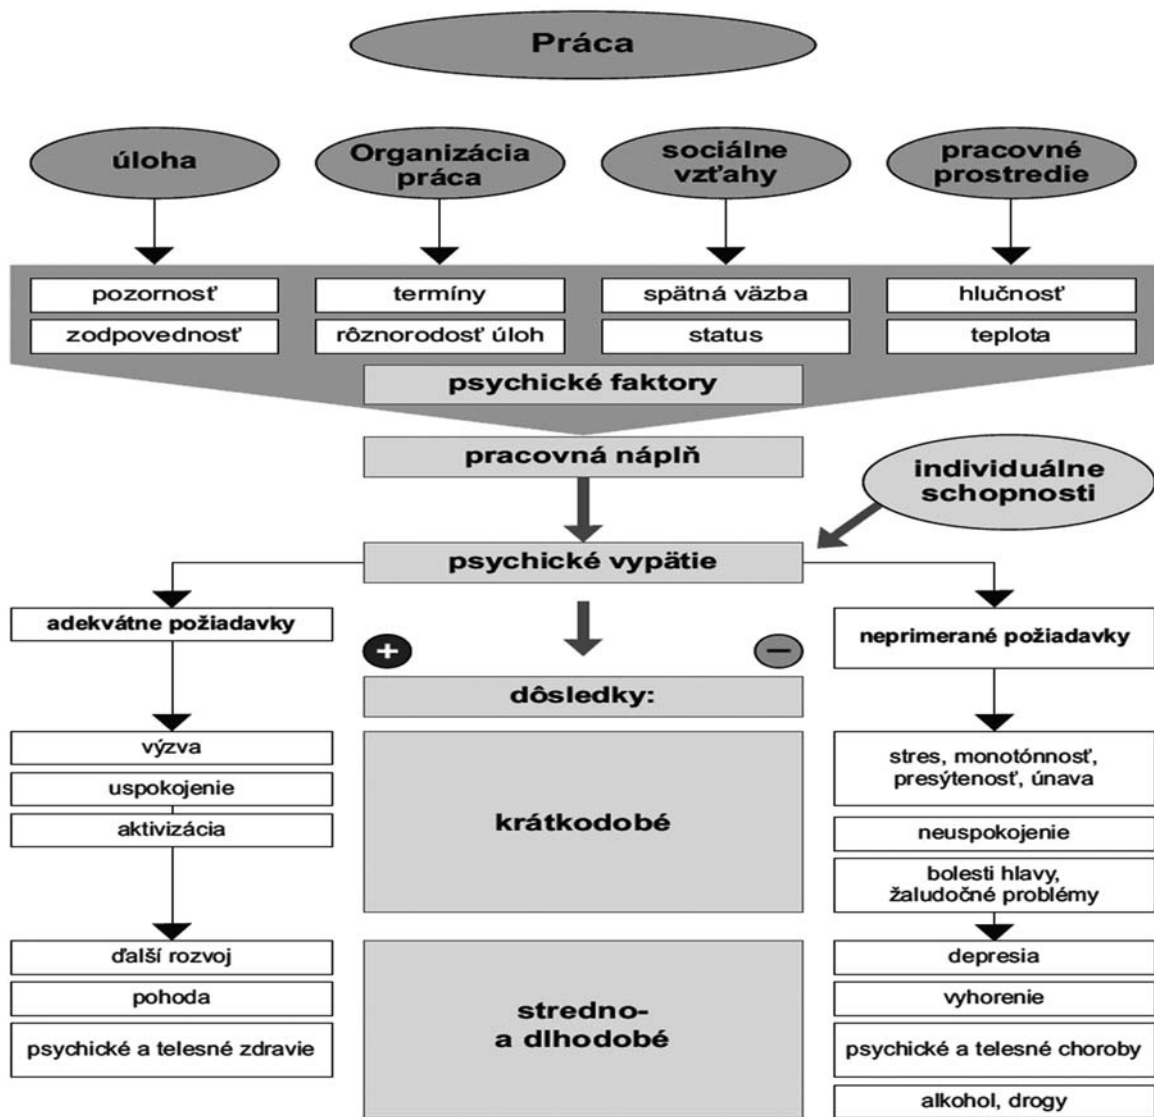 Práca
úloha
Organizácia
práca
sociálne
vzťahy
pracovné
prostredie
pozornosť
termíny
spätná väzba
hlučnosť
zodpovednosť
rôznorodosť úloh
status
teplota
psychické faktory
pracovná náplň
individuálne
schopnosti
psychické vypätie
adekvátne požiadavky
neprimerané požiadavky
+
−
dôsledky:
výzva
uspokojenie
aktivizácia
krátkodobé
stres, monotónnosť,
presýtenosť, únava
neuspokojenie
bolesti hlavy,
žaludočné problémy
ďalší rozvoj
pohoda
psychické a telesné zdravie
stredno-
a dlhodobé
depresia
vyhorenie
psychické a telesné choroby
alkohol, drogy